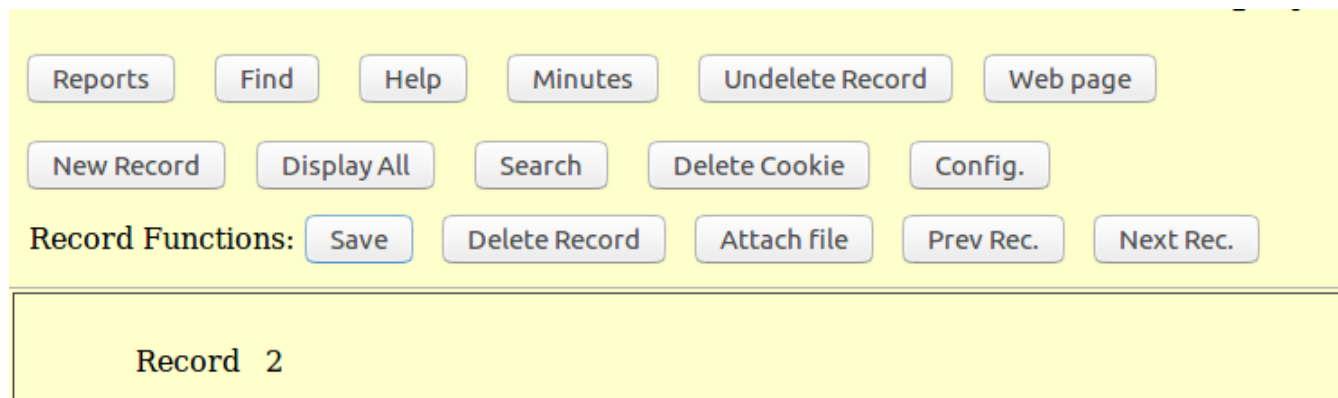 Reports Find Help Minutes Undelete Record Web page
New Record Display All Search Delete Cookie Config.
Record Functions: Save Delete Record Attach file Prev Rec. Next Rec.
Record 2